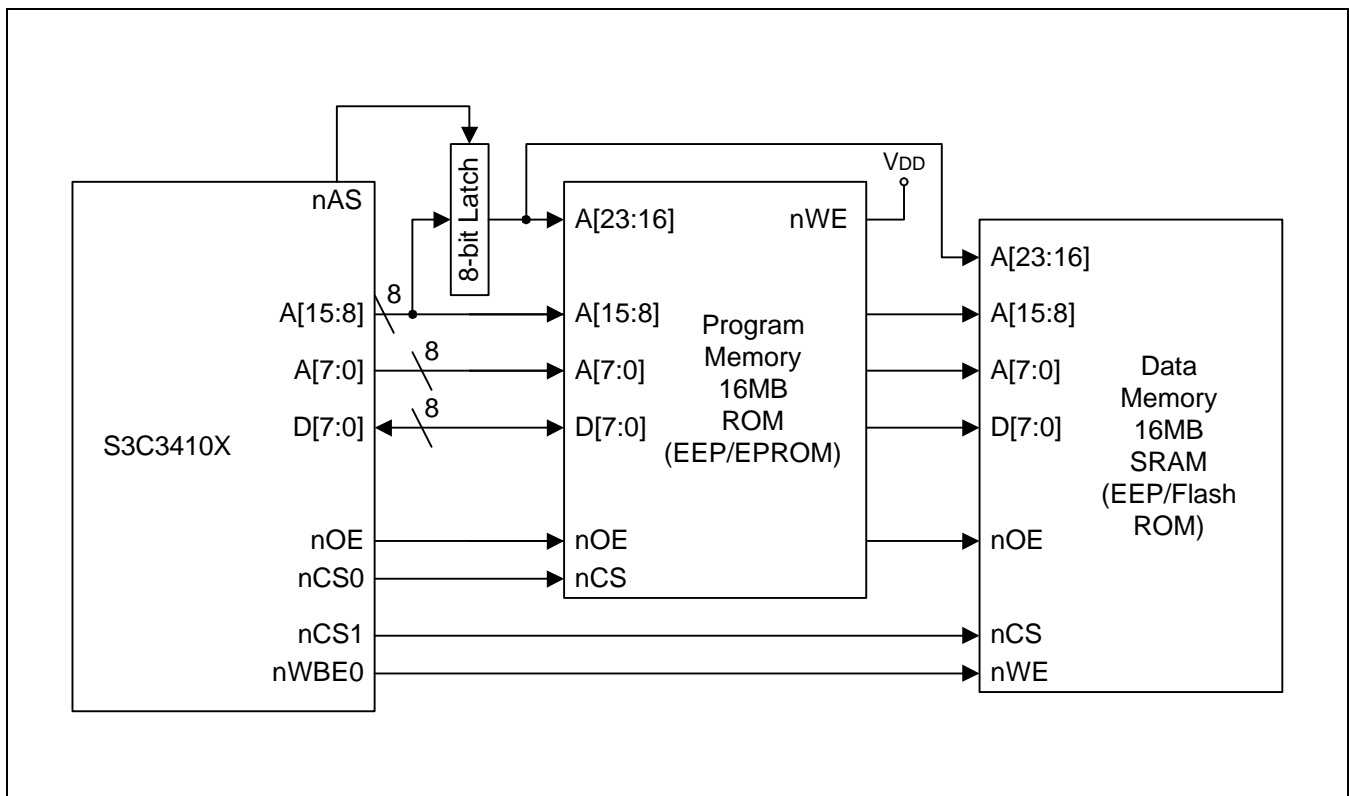 nAS
8-bit Latch
VDD
A[23:16]
nWE
A[23:16]
8
A[15:8]
A[15:8]
A[15:8]
8
A[7:0]
A[7:0]
A[7:0]
8
D[7:0]
D[7:0]
D[7:0]
S3C3410X
Program
Memory
16MB
ROM
(EEP/EPROM)
Data
Memory
16MB
SRAM
(EEP/Flash
ROM)
nOE
nOE
nOE
nCS0
nCS
nCS1
nCS
nWBE0
nWE